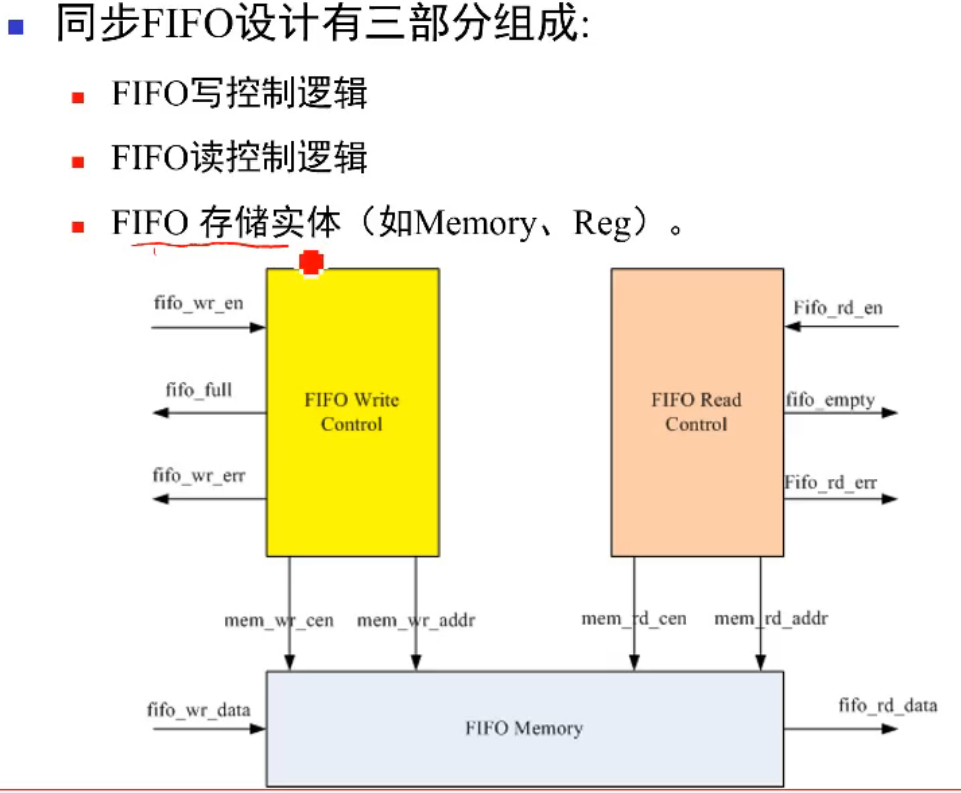 同步FIFO设计有三部分组成:
FIFO写控制逻辑
FIFO读控制逻辑
FIFO 存储实体（如Memory、Reg）。
fifo_wr_en
Fifo_rd_en
fifo_full
FIFO Write
Control
FIFO Read
Control
fifo_empty
fifo_wr_err
Fifo_rd_err
mem_wr_cen
mem_wr_addr
mem_rd_cen
mem_rd_addr
fifo_wr_data
FIFO Memory
fifo_rd_data